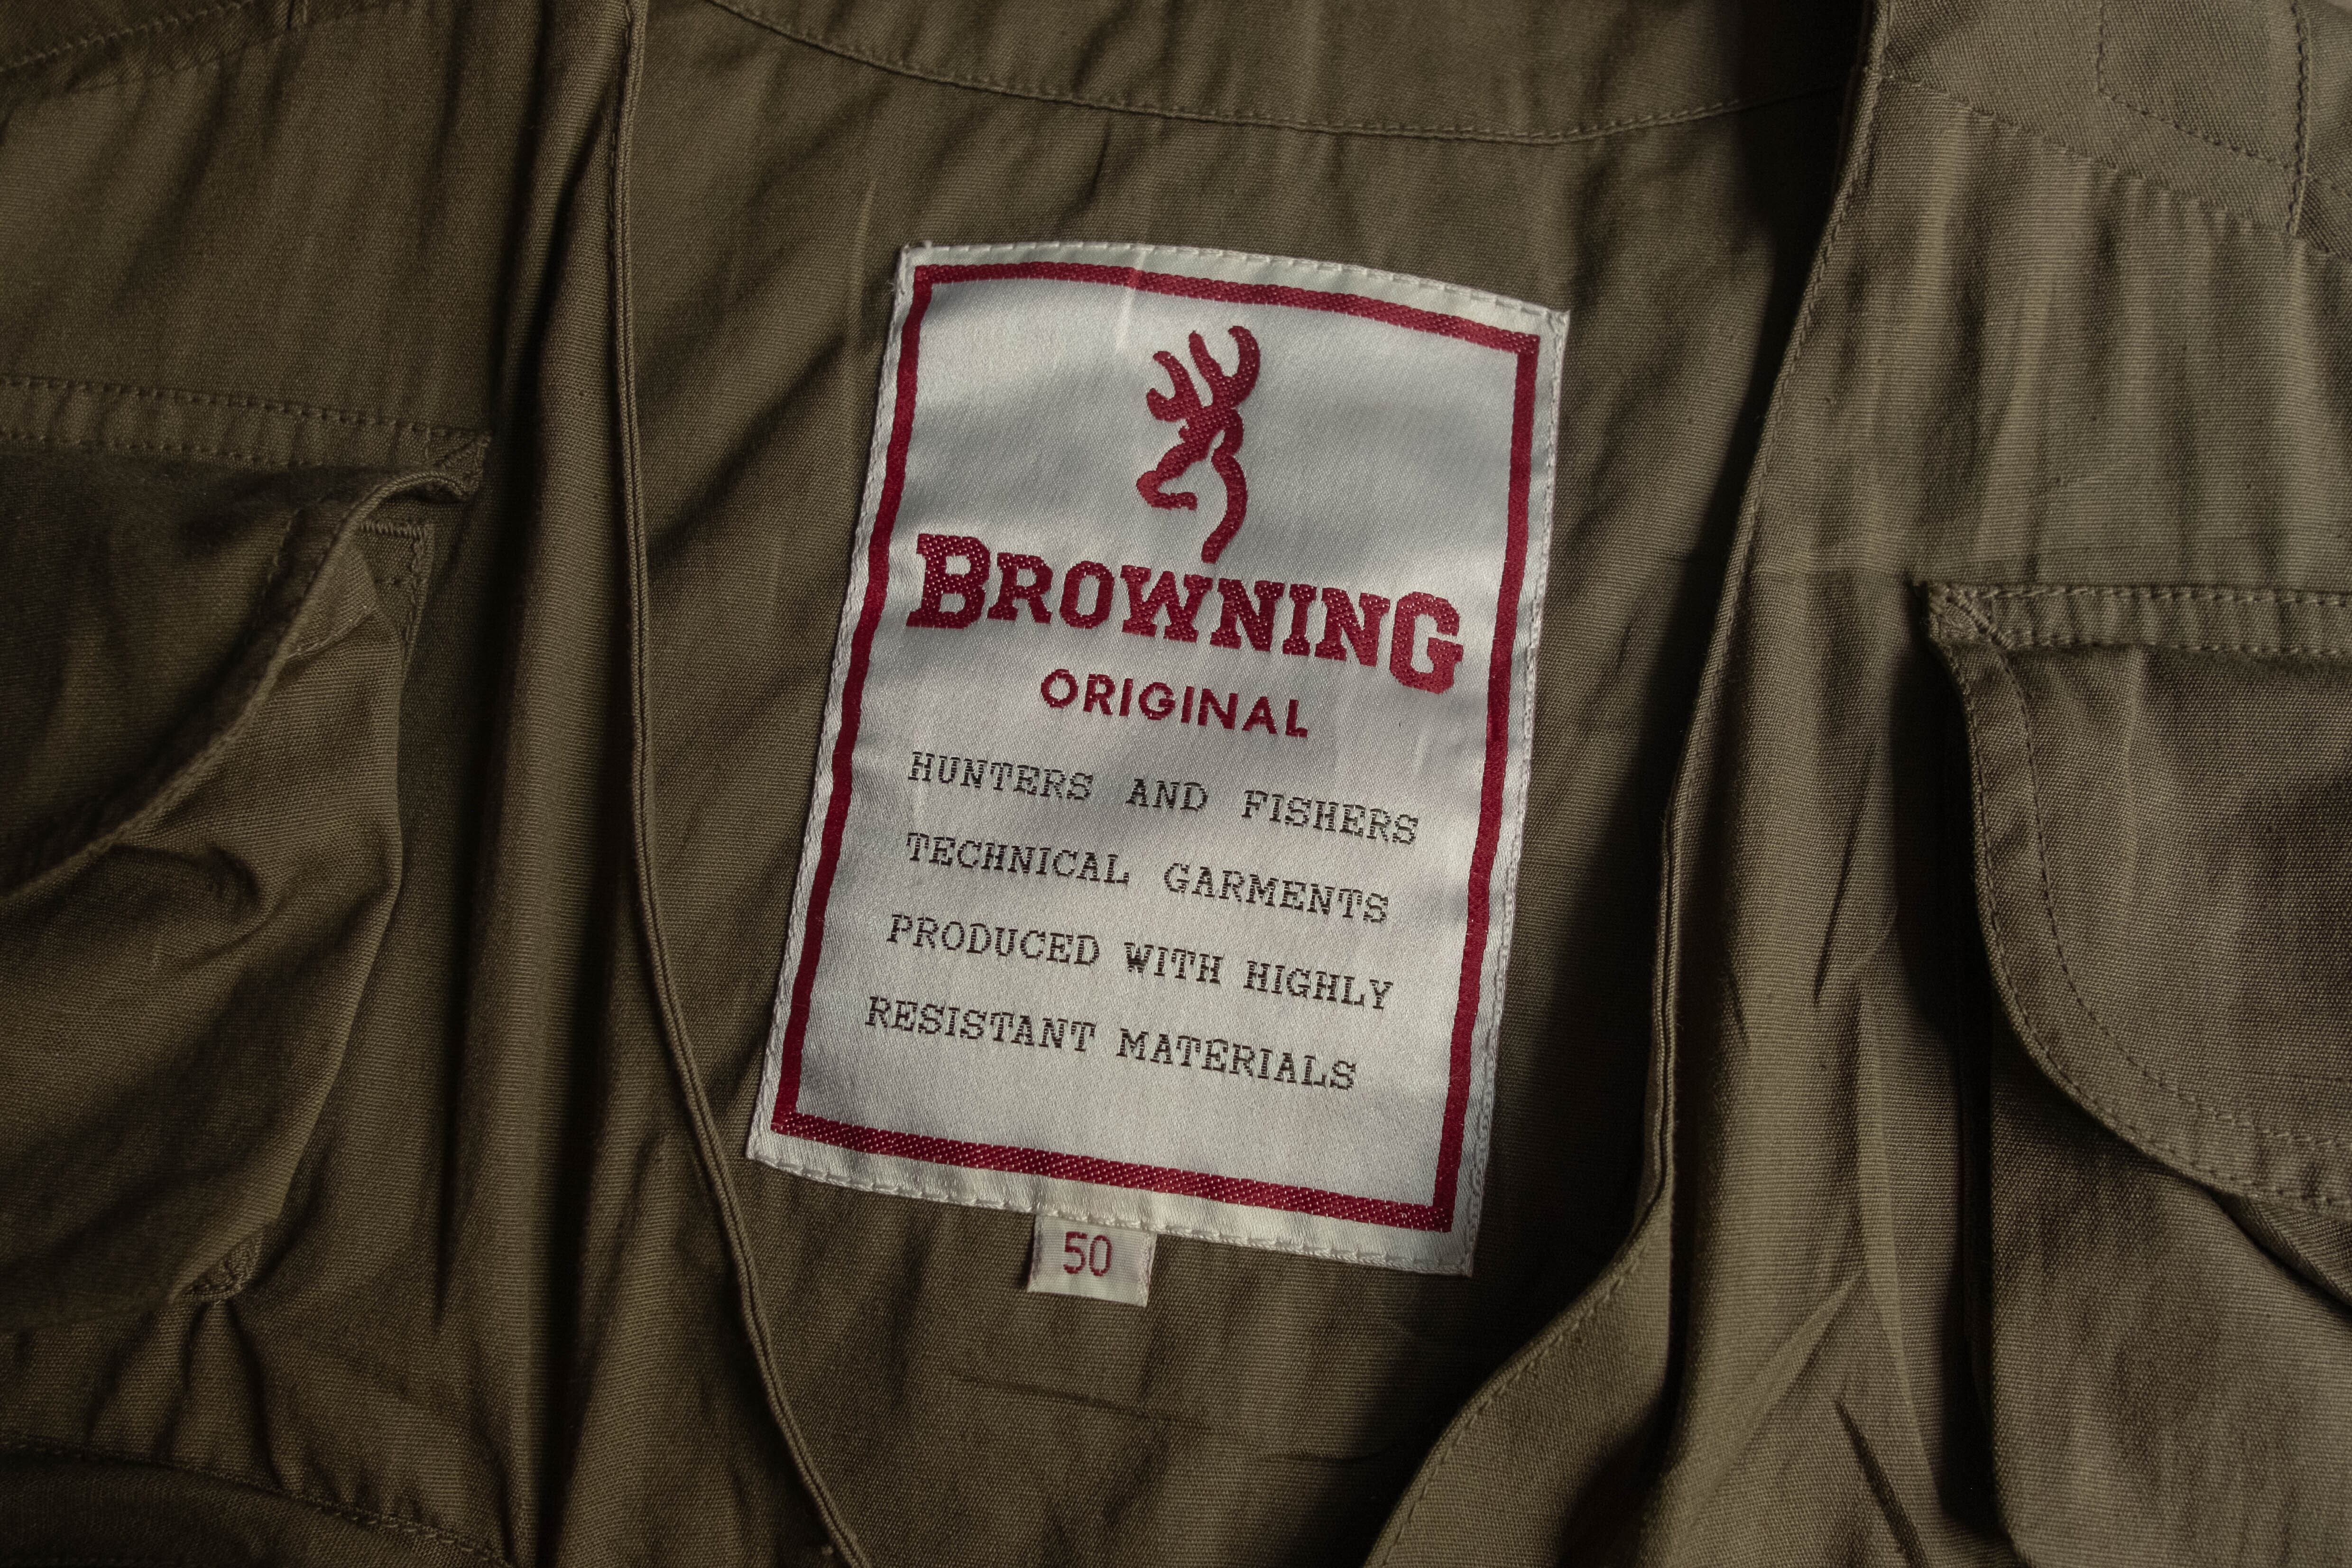 BROWNING
ORIGINAL
HUNTERS AND FISHERS
TECHNICAL GARMENTS
PRODUCED WITH HIGHLY
RESISTANT MATERIALS
50